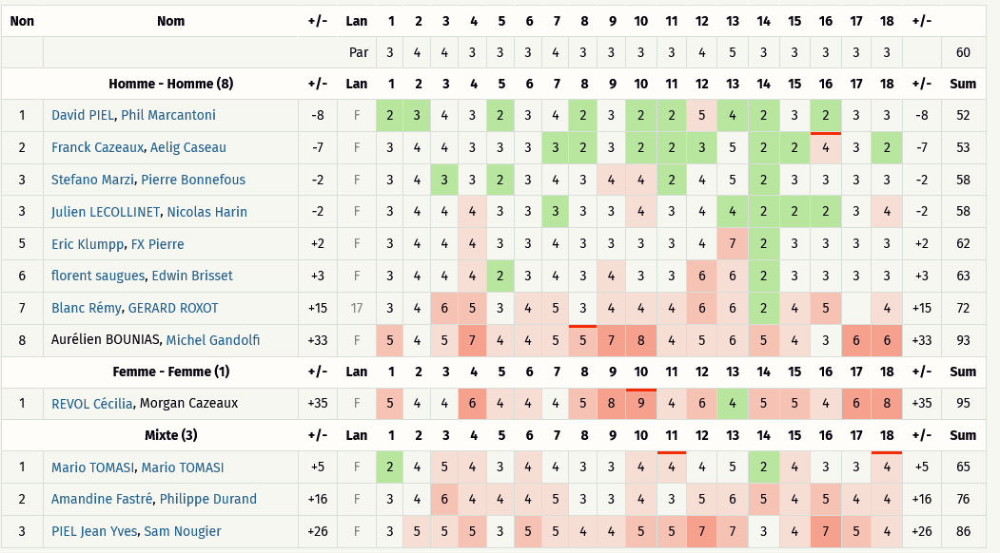 Non Nom +/- Lan 1 2 3 4 5 6 7 8 9 10 11 12 13 14 15 16 17 18 +/-
Par 3 4 4 3 3 3 4 3 3 3 3 4 5 3 3 3 3 3 60
Homme - Homme (8) +/- Lan 1 2 3 4 5 6 7 8 9 10 11 12 13 14 15 16 17 18 +/- Sum
1 David PIEL, Phil Marcantoni -8 F 2 3 4 3 2 3 4 2 3 2 2 5 4 2 3 2 3 3 -8 52
2 Franck Cazeaux, Aelig Caseau -7 F 3 4 4 3 3 3 3 2 3 2 2 3 5 2 2 4 3 2 -7 53
3 Stefano Marzi, Pierre Bonnefous -2 F 3 4 3 3 2 3 4 3 4 4 2 4 5 2 3 3 3 3 -2 58
3 Julien LECOLLINET, Nicolas Harin -2 F 3 4 4 4 3 3 3 3 3 4 3 4 4 2 2 2 3 4 -2 58
5 Eric Klumpp, FX Pierre +2 F 3 4 4 4 3 3 4 3 3 3 3 4 7 2 3 3 3 3 +2 62
6 florent saugues, Edwin Brisset +3 F 3 4 4 4 2 3 4 3 4 3 3 6 6 2 3 3 3 3 +3 63
7 Blanc Rémy, GERARD ROXOT +15 17 3 4 6 5 3 4 5 3 4 4 4 6 6 2 4 5 4 +15 72
8 Aurélien BOUNIAS, Michel Gandolfi +33 F 5 4 5 7 4 4 5 5 7 8 4 5 6 5 4 3 6 6 +33 93
Femme - Femme (1) +/- Lan 1 2 3 4 5 6 7 8 9 10 11 12 13 14 15 16 17 18 +/- Sum
1 REVOL Cécilia, Morgan Cazeaux +35 F 5 4 4 6 4 4 4 5 8 9 4 6 4 5 5 4 6 8 +35 95
Mixte (3) +/- Lan 1 2 3 4 5 6 7 8 9 10 11 12 13 14 15 16 17 18 +/- Sum
1 Mario TOMASI, Mario TOMASI +5 F 2 4 5 4 3 4 4 3 3 4 4 4 5 2 4 3 3 4 +5 65
2 Amandine Fastré, Philippe Durand +16 F 3 4 6 4 4 4 5 3 3 4 3 5 6 5 4 5 4 4 +16 76
3 PIEL Jean Yves, Sam Nougier +26 F 3 5 5 5 3 5 5 4 4 5 5 7 7 3 4 7 5 4 +26 86